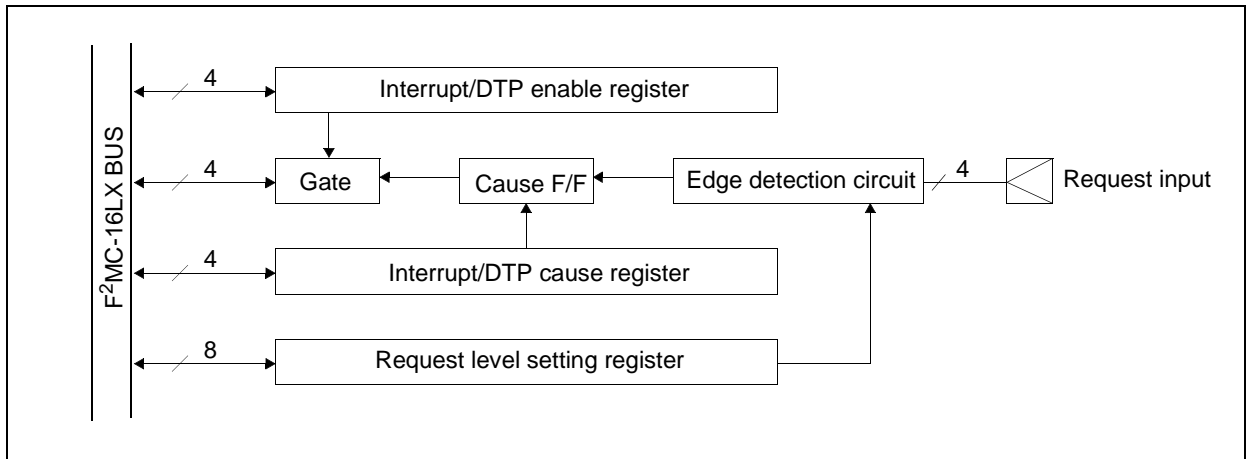 F²MC-16LX BUS
4
Interrupt/DTP enable register
4
Gate
Cause F/F
Edge detection circuit
4
Request input
4
Interrupt/DTP cause register
8
Request level setting register